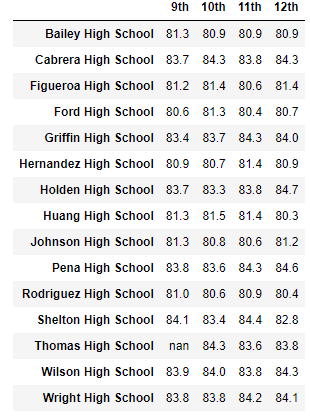 9th 10th 11th 12th
Bailey High School 81.3 80.9 80.9 80.9
Cabrera High School 83.7 84.3 83.8 84.3
Figueroa High School 81.2 81.4 80.6 81.4
Ford High School 80.6 81.3 80.4 80.7
Griffin High School 83.4 83.7 84.3 84.0
Hernandez High School 80.9 80.7 81.4 80.9
Holden High School 83.7 83.3 83.8 84.7
Huang High School 81.3 81.5 81.4 80.3
Johnson High School 81.3 80.8 80.6 81.2
Pena High School 83.8 83.6 84.3 84.6
Rodriguez High School 81.0 80.6 80.9 80.4
Shelton High School 84.1 83.4 84.4 82.8
Thomas High School nan 84.3 83.6 83.8
Wilson High School 83.9 84.0 83.8 84.3
Wright High School 83.8 83.8 84.2 84.1